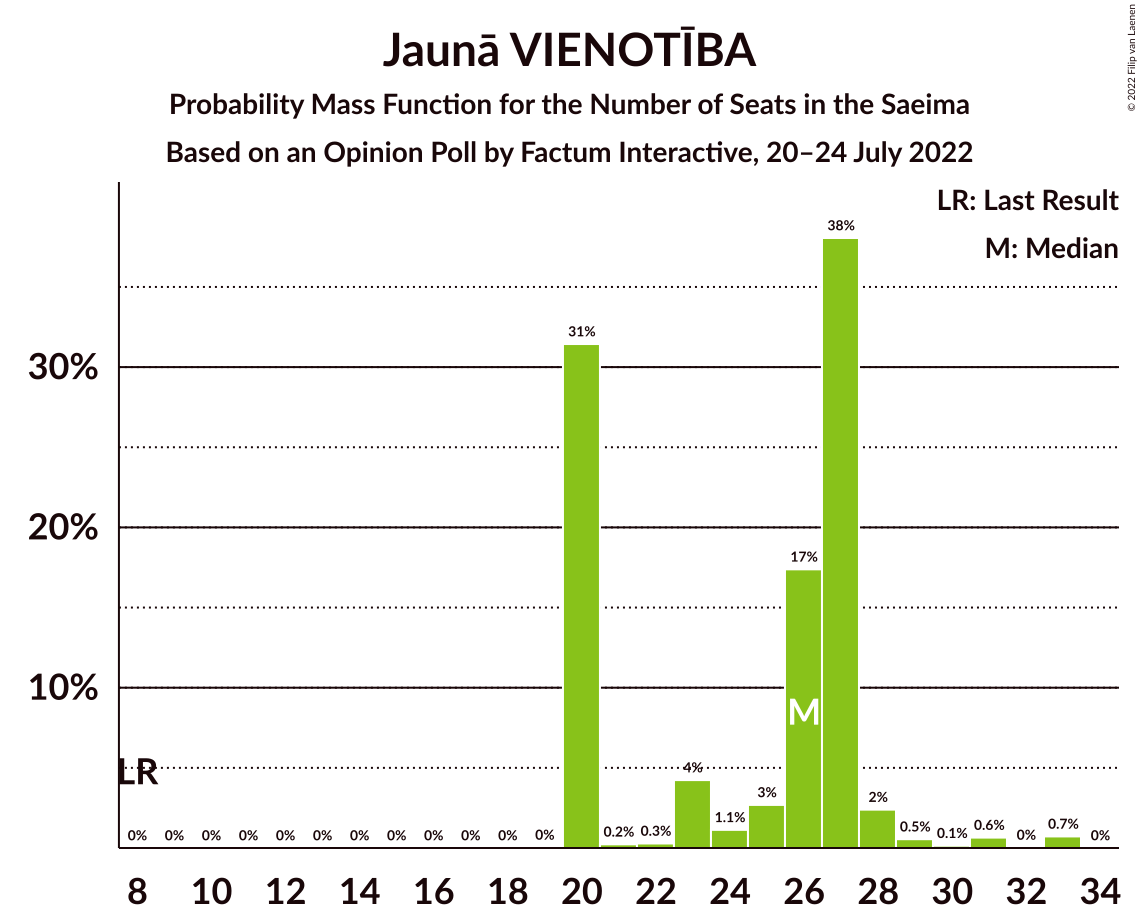 Jaunā VIENOTĪBA
Probability Mass Function for the Number of Seats in the Saeima
Based on an Opinion Poll by Factum Interactive, 20–24 July 2022
© 2022 Filip van Laenen
LR: Last Result
M: Median
38%
31%
30%
20%
17%
10%
M
LR
4%
3%
2%
1.1%
0% 0% 0% 0% 0% 0% 0% 0% 0% 0% 0% 0% 0.2% 0.3% 0.5% 0.1% 0.6% 0% 0.7% 0%
8 10 12 14 16 18 20 22 24 26 28 30 32 34